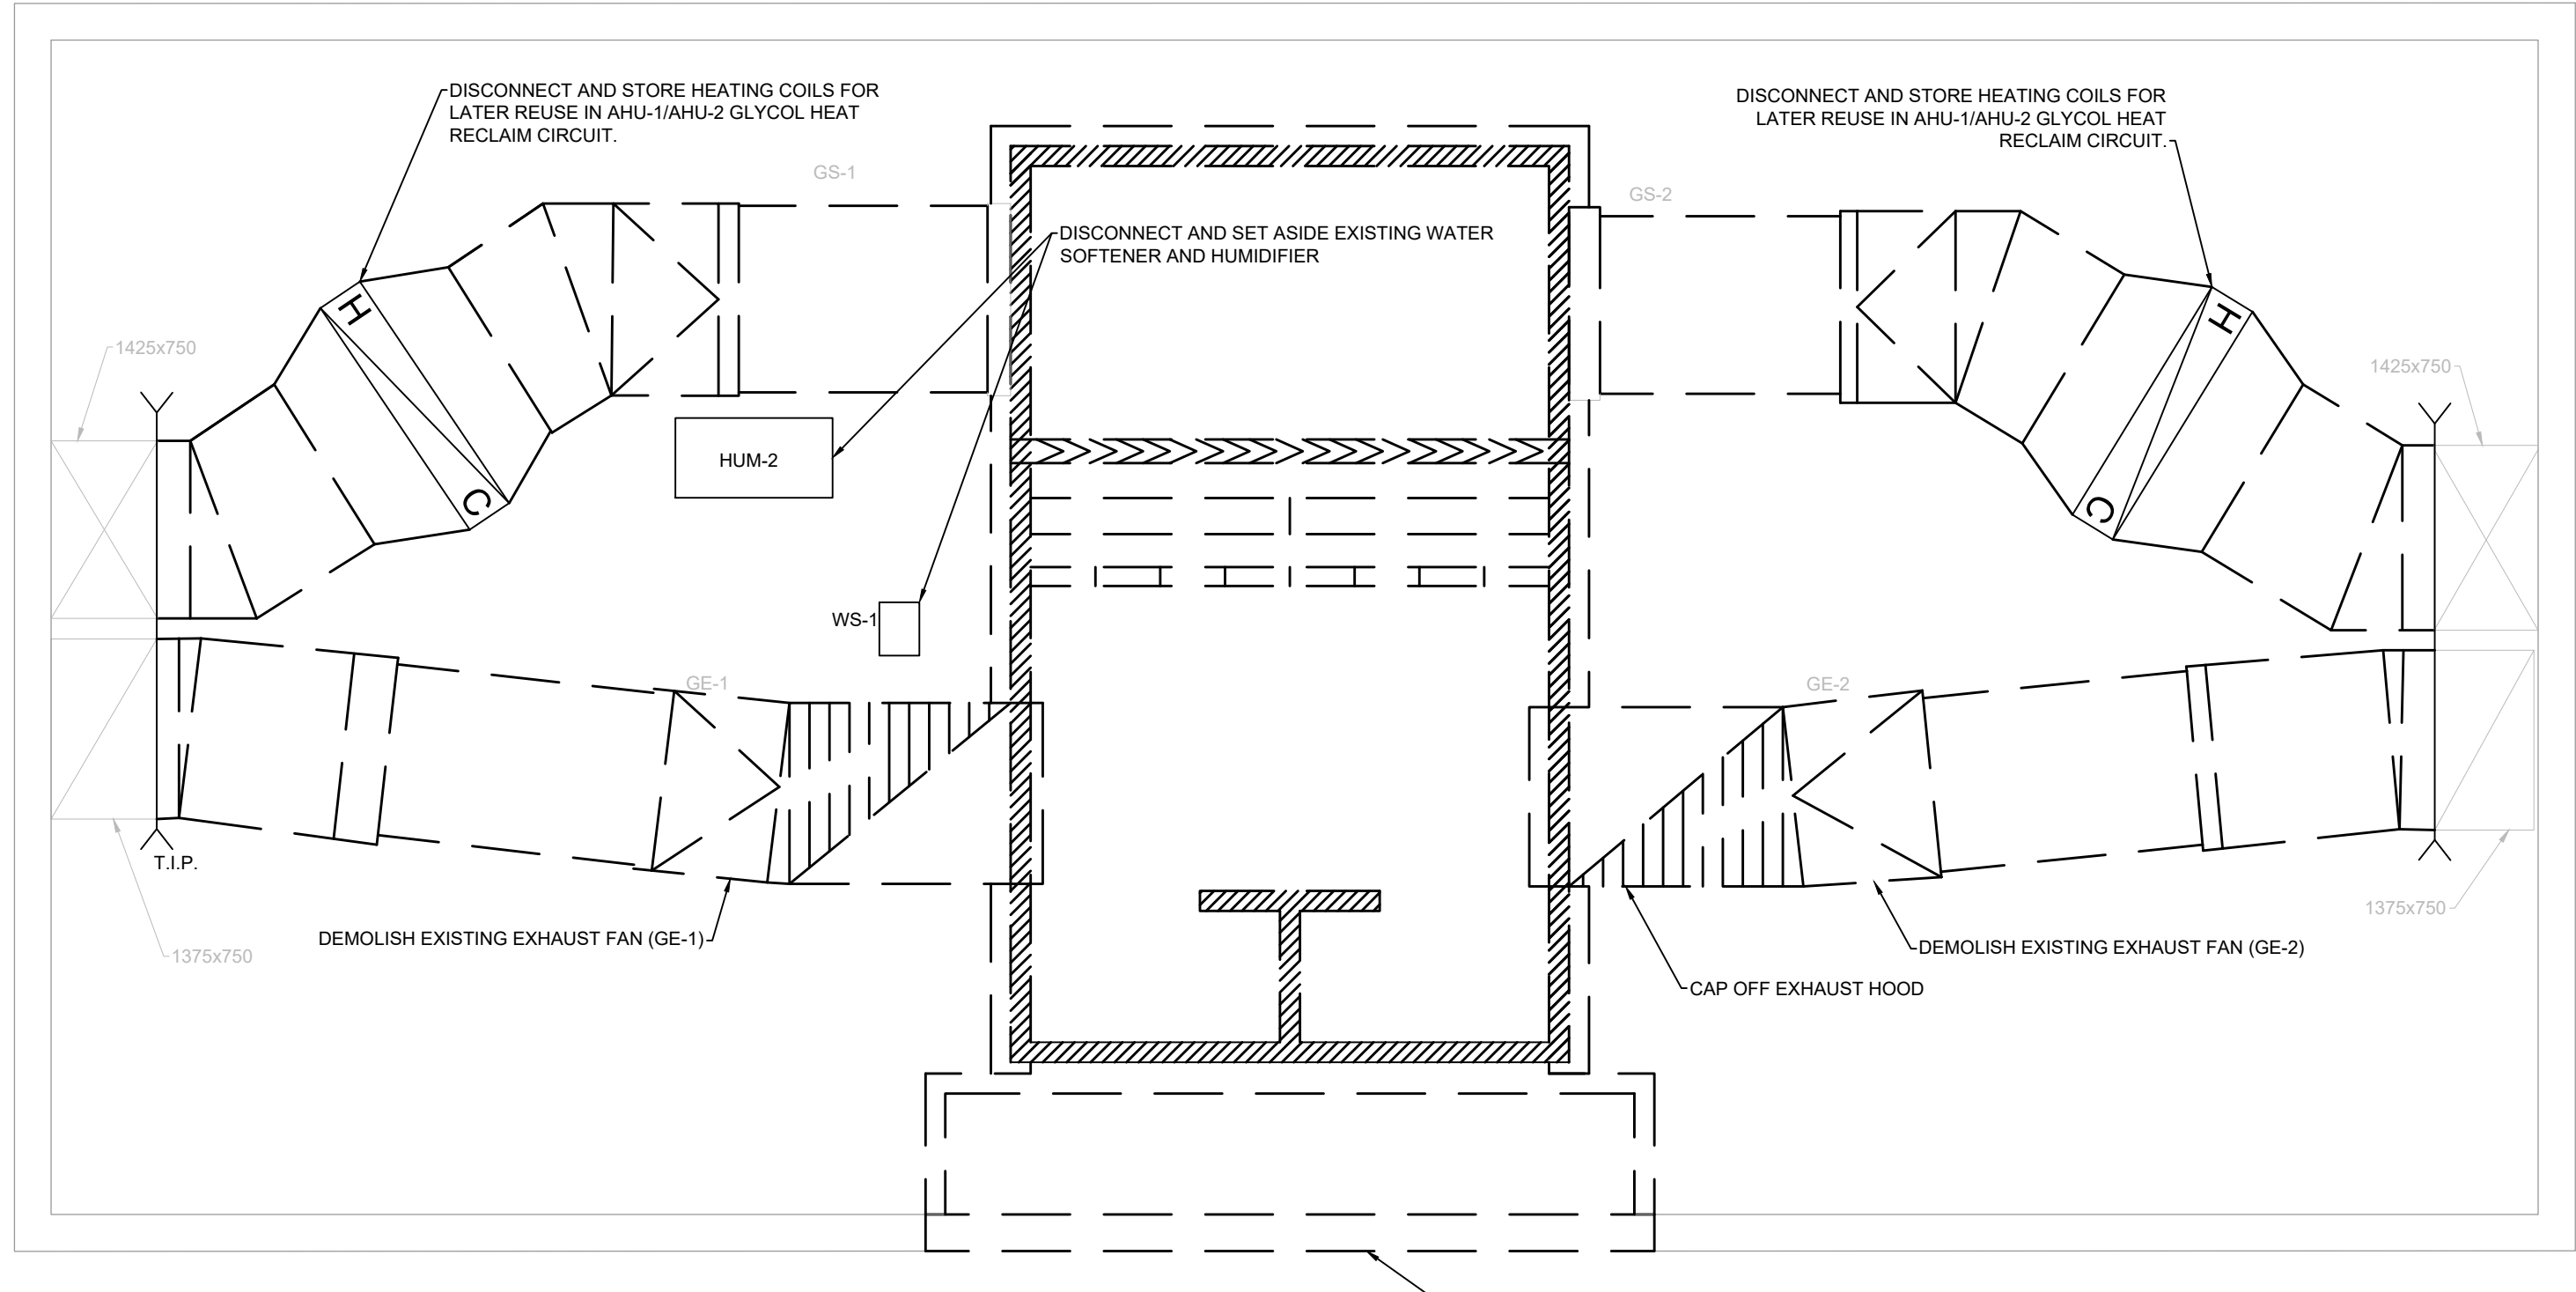 DISCONNECT AND STORE HEATING COILS FOR
LATER REUSE IN AHU-1/AHU-2 GLYCOL HEAT
RECLAIM CIRCUIT.
DISCONNECT AND STORE HEATING COILS FOR
LATER REUSE IN AHU-1/AHU-2 GLYCOL HEAT
RECLAIM CIRCUIT.
GS-1
GS-2
DISCONNECT AND SET ASIDE EXISTING WATER
SOFTENER AND HUMIDIFIER
H
H
1425x750
1425x750
HUM-2
C
C
WS-1
GE-1
GE-2
T.I.P.
1375x750
1375x750
DEMOLISH EXISTING EXHAUST FAN (GE-1)
DEMOLISH EXISTING EXHAUST FAN (GE-2)
CAP OFF EXHAUST HOOD